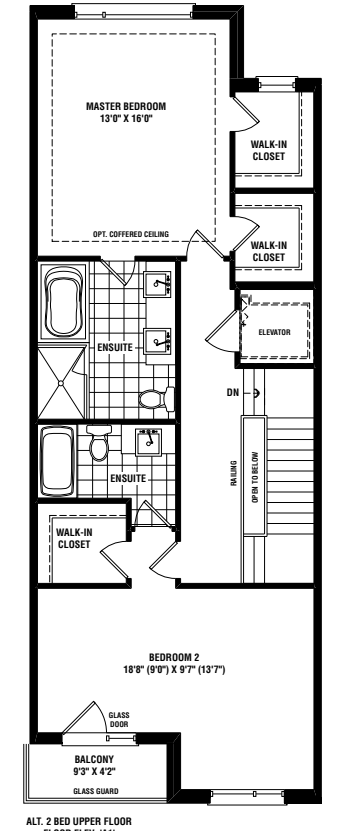 MASTER BEDROOM
13'0" X 16'0"
WALK-IN
CLOSET
OPT. COFFERED CEILING
WALK-IN
CLOSET
ELEVATOR
ENSUITE
DN
RAILING
OPEN TO BELOW
ENSUITE
WALK-IN
CLOSET
BEDROOM 2
18'8" (9'0") X 9'7" (13'7")
GLASS
DOOR
BALCONY
9'3" X 4'2"
GLASS GUARD
ALT. 2 BED UPPER FLOOR